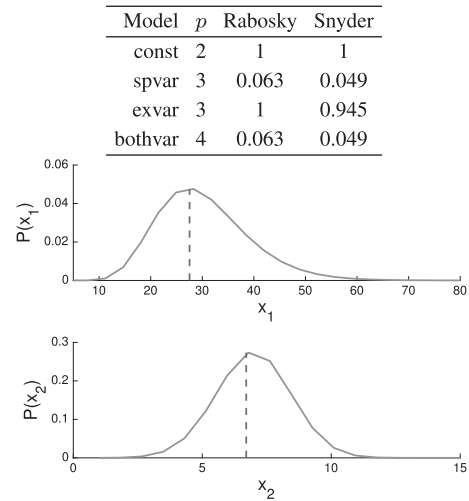 Model p Rabosky Snyder
const 2 1 1
spvar 3 0.063 0.049
exvar 3 1 0.945
bothvar 4 0.063 0.049
0.06
0.04
0.02
0
P(x₁)
10 20 30 40 50 60 70 80
x₁
0.3
0.2
0.1
0
P(x₂)
0 5 10 15
x₂